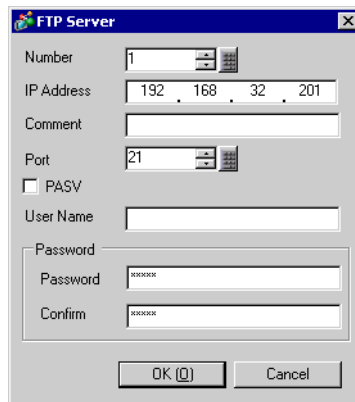 FTP Server
Number 1
IP Address 192 . 168 . 32 . 201
Comment
Port 21
PASV
User Name
Password
Password *****
Confirm *****
OK (O) Cancel